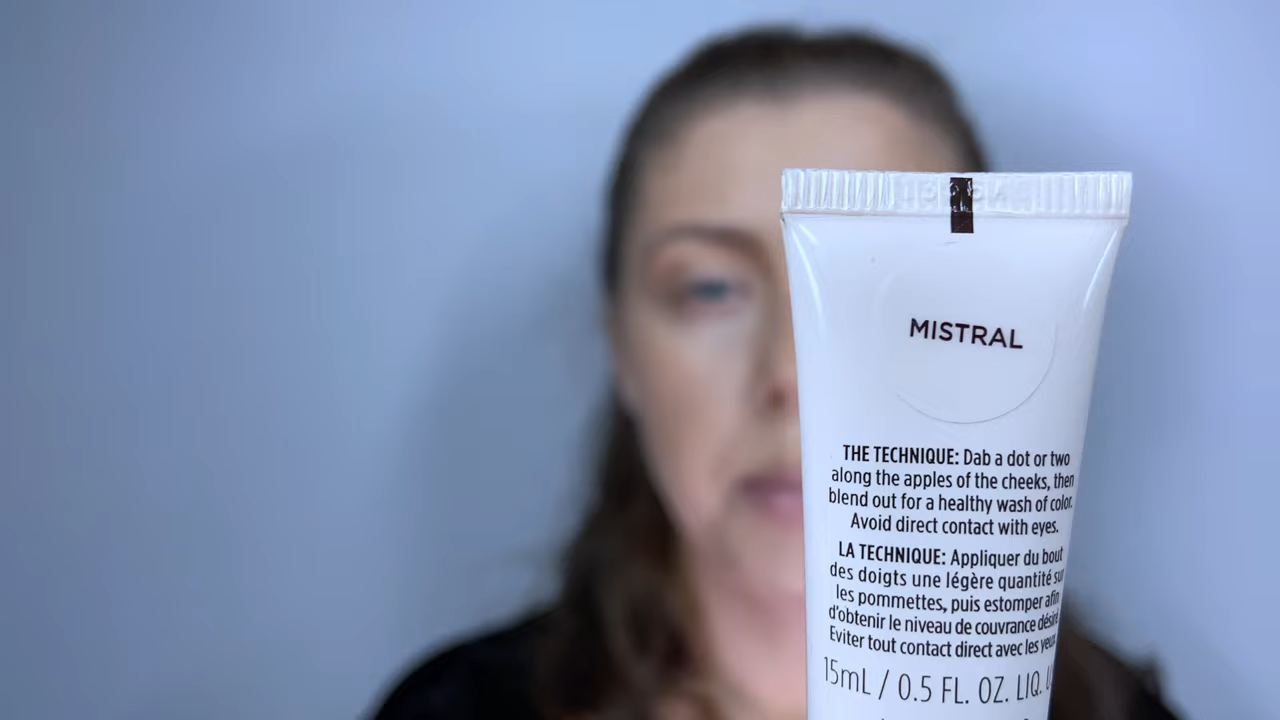 MISTRAL
THE TECHNIQUE: Dab a dot or two
along the apples of the cheeks, then
blend out for a healthy wash of color.
Avoid direct contact with eyes.
LA TECHNIQUE: Appliquer du bout
des doigts une légère quantité sur
les pommettes, puis estomper afin
d'obtenir le niveau de couvrance désiré
Eviter tout contact direct avec les yeux
15mL / 0.5 FL. OZ. LIQ.